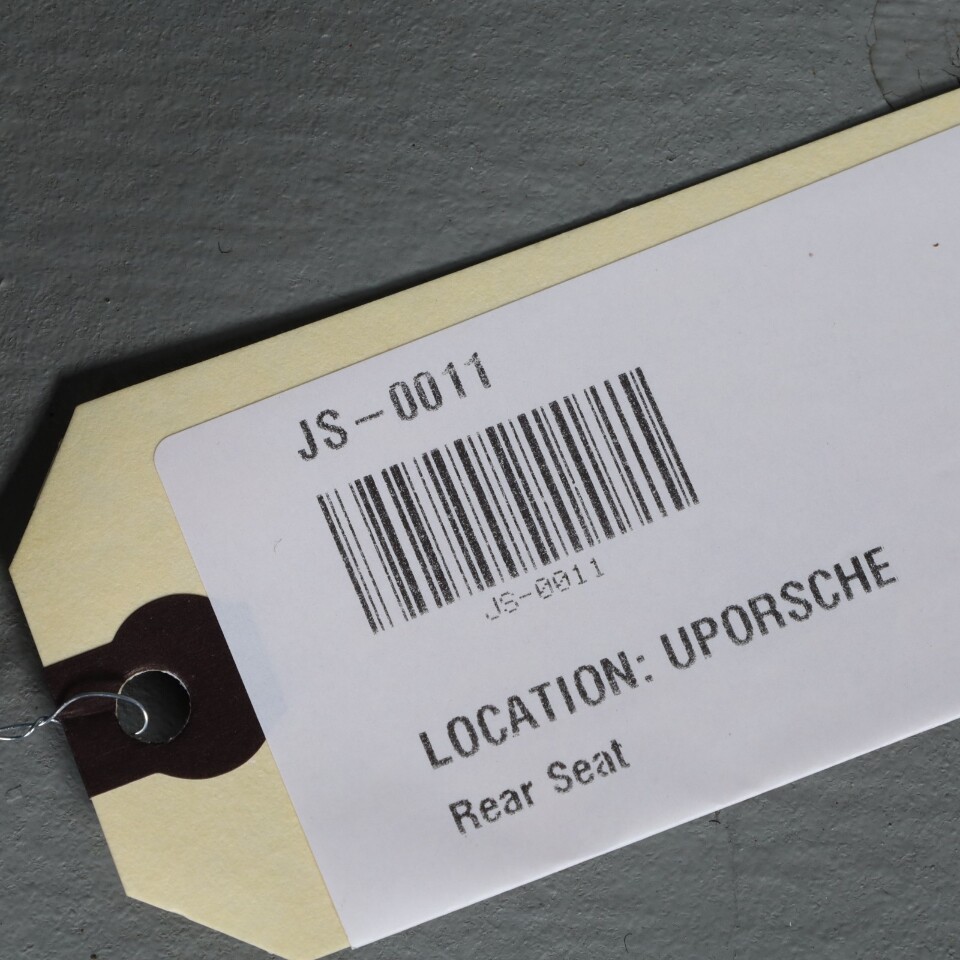 JS-0011
JS-0011
LOCATION: UPORSCHE
Rear Seat